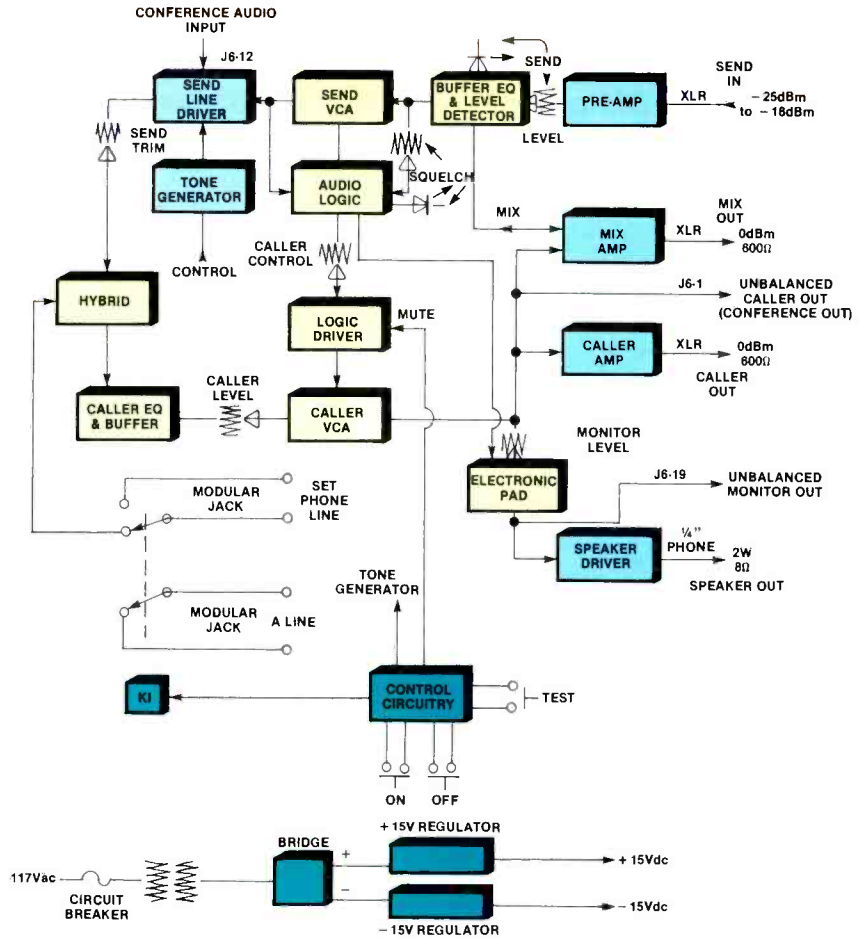 CONFERENCE AUDIO
INPUT
J6-12
SEND
LINE
DRIVER
SEND
VCA
BUFFER EQ
& LEVEL
DETECTOR
SEND
LEVEL
PRE-AMP
XLR
SEND
IN
-25dBm
to -16dBm
SEND
TRIM
TONE
GENERATOR
CONTROL
AUDIO
LOGIC
SQUELCH
CALLER
CONTROL
MIX
MIX
AMP
XLR
MIX
OUT
0dBm
600Ω
J6-1
UNBALANCED
CALLER OUT
(CONFERENCE OUT)
HYBRID
LOGIC
DRIVER
MUTE
CALLER
AMP
XLR
0dBm
600Ω
CALLER
OUT
CALLER EQ
& BUFFER
CALLER
LEVEL
CALLER
VCA
MONITOR
LEVEL
ELECTRONIC
PAD
J6-19
UNBALANCED
MONITOR OUT
SPEAKER
DRIVER
¼"
PHONE
2W
8Ω
SPEAKER OUT
MODULAR
JACK
SET
PHONE
LINE
MODULAR
JACK
A LINE
TONE
GENERATOR
KI
CONTROL
CIRCUITRY
TEST
ON
OFF
117Vac
CIRCUIT
BREAKER
BRIDGE
+
−
+15V REGULATOR
+15Vdc
−15V REGULATOR
−15Vdc